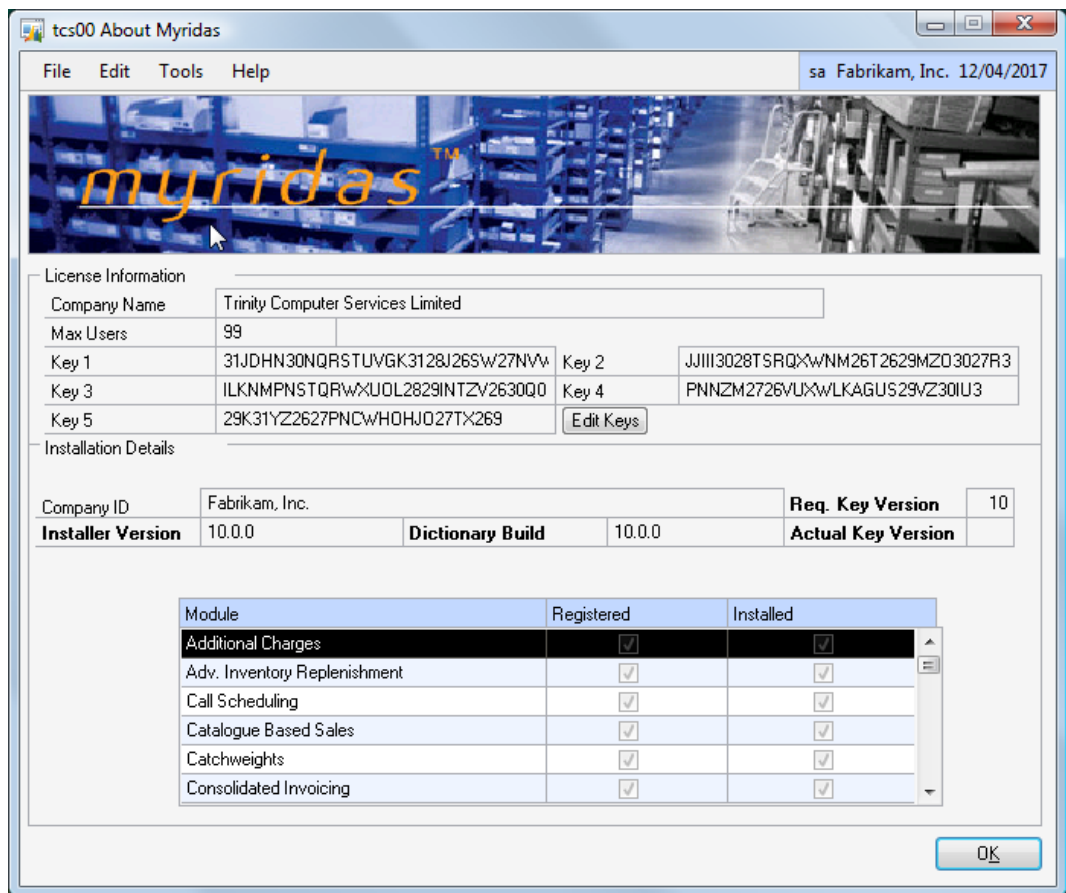 tcs00 About Myridas
File Edit Tools Help sa Fabrikam, Inc. 12/04/2017
myridas™
License Information
Company Name Trinity Computer Services Limited
Max Users 99
Key 1 31JDHN30NQRSTUVGK3128J26SW27NVW Key 2 JJIII3028TSRQXWNM26T2629MZO3027R3
Key 3 ILKNMPNSTQRWXUOL2829INTZV2630Q0 Key 4 PNNZM2726VUXWLKAGUS29VZ30IU3
Key 5 29K31YZ2627PNCWHOHJO27TX269 Edit Keys
Installation Details
Company ID Fabrikam, Inc. Req. Key Version 10
Installer Version 10.0.0 Dictionary Build 10.0.0 Actual Key Version
Module Registered Installed
Additional Charges
Adv. Inventory Replenishment
Call Scheduling
Catalogue Based Sales
Catchweights
Consolidated Invoicing
OK